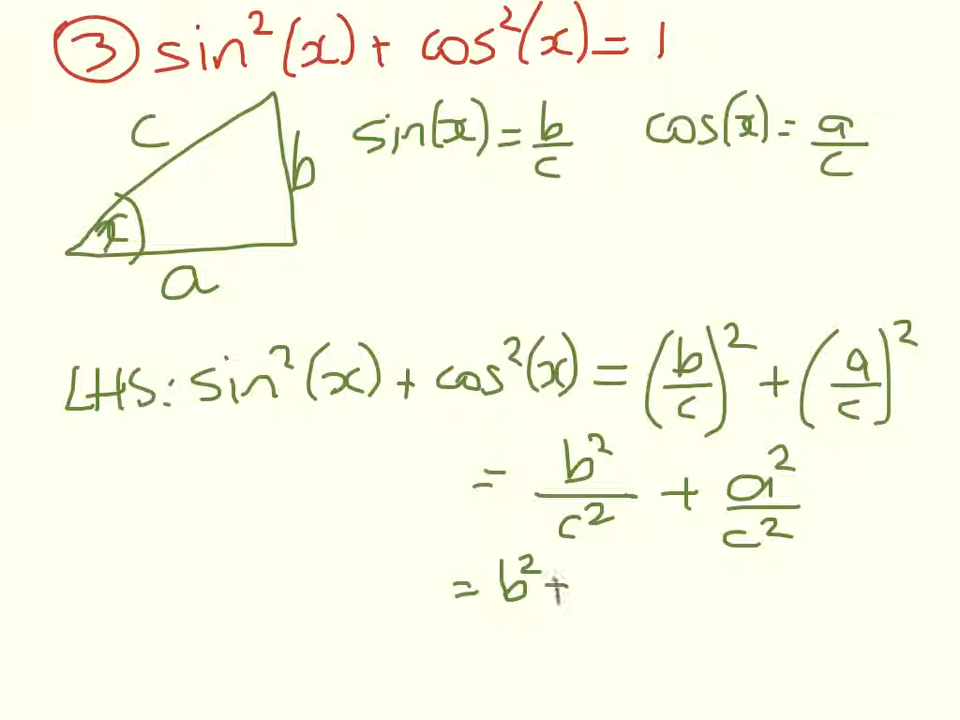 ③ sin²(x) + cos²(x) = 1
c
b
x
a
sin(x) = b/c
cos(x) = a/c
LHS: sin²(x) + cos²(x) = (b/c)² + (a/c)²
= b²/c² + a²/c²
= b² +